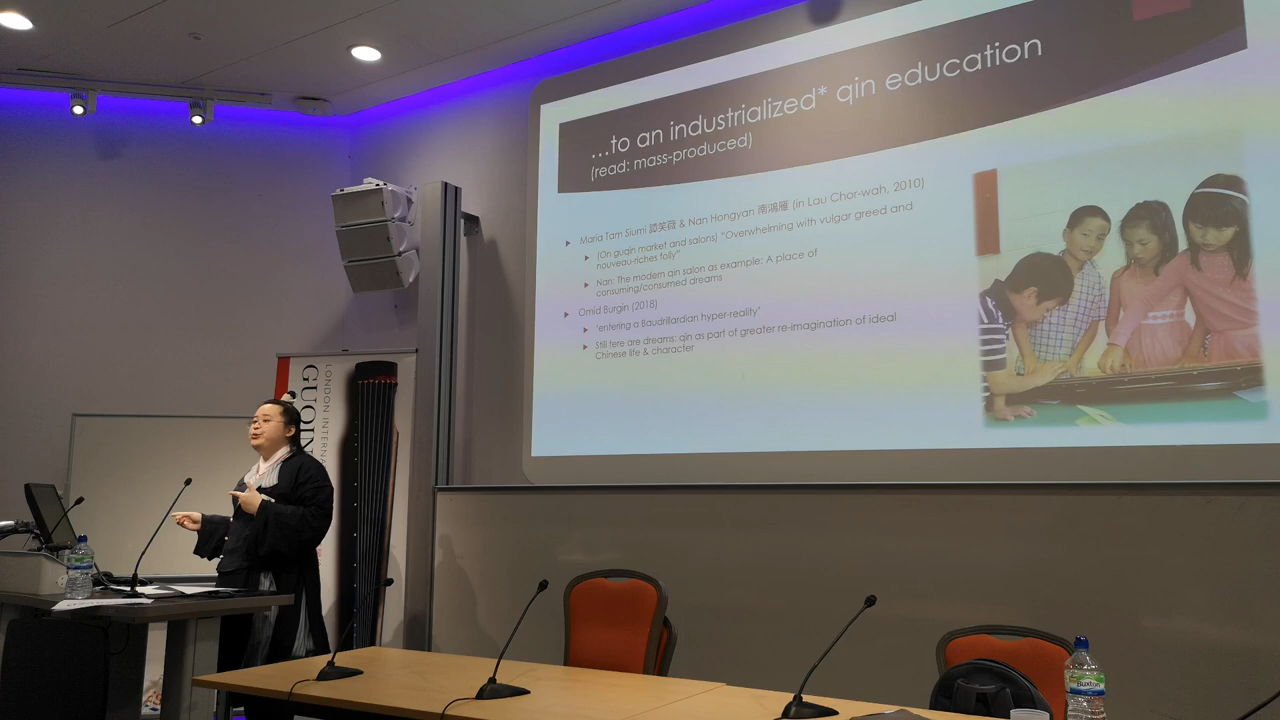 ...to an industrialized* qin education
(read: mass-produced)
Maria Tam Siumi 譚笑薇 & Nan Hongyan 南鴻雁 (in Lau Chor-wah, 2010)
(On guqin market and salons) “Overwhelming with vulgar greed and
nouveau-riches folly”
Nan: The modern qin salon as example: A place of
consuming/consumed dreams
Omid Burgin (2018)
‘entering a Baudrillardian hyper-reality’
Still tere are dreams: qin as part of greater re-imagination of ideal
Chinese life & character
LONDON INTERNA
GUQIN
Buxton